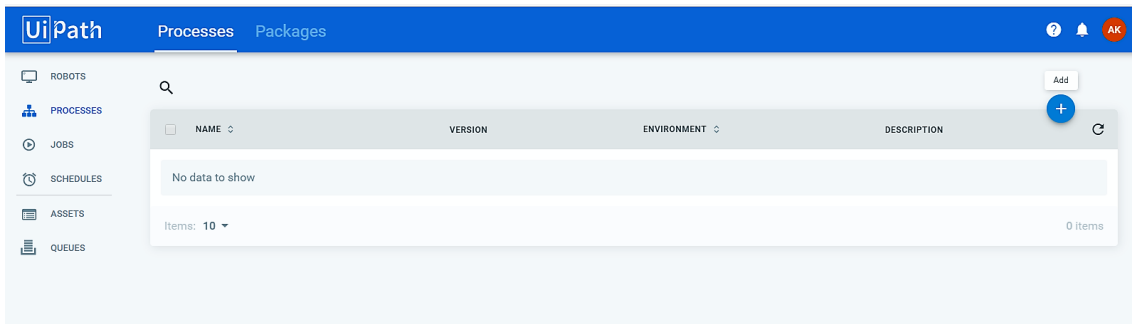 UiPath Processes Packages AK
ROBOTS
PROCESSES
JOBS
SCHEDULES
ASSETS
QUEUES
Add
NAME VERSION ENVIRONMENT DESCRIPTION
No data to show
Items: 10 0 items